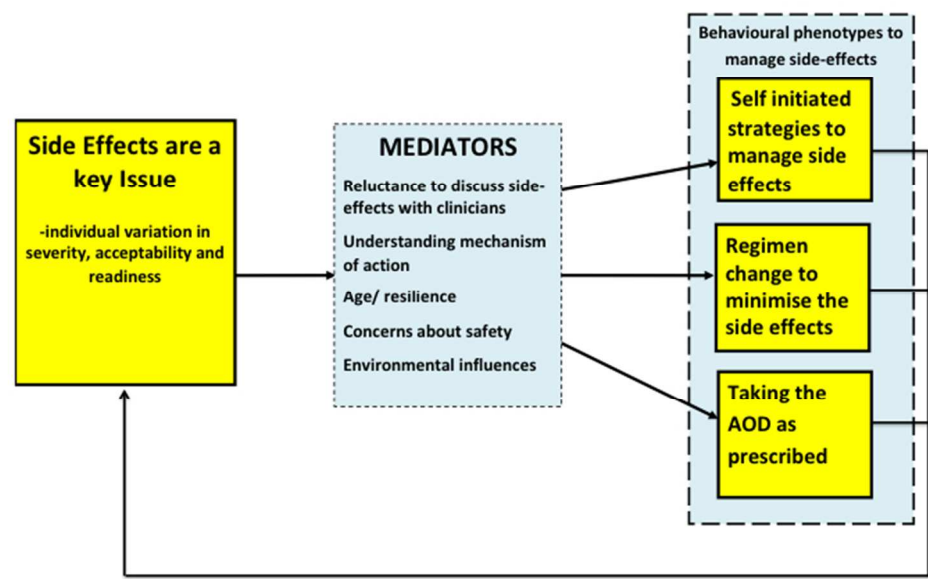 Side Effects are a
key Issue
-individual variation in
severity, acceptability and
readiness
MEDIATORS
Reluctance to discuss side-
effects with clinicians
Understanding mechanism
of action
Age/ resilience
Concerns about safety
Environmental influences
Behavioural phenotypes to
manage side-effects
Self initiated
strategies to
manage side
effects
Regimen
change to
minimise the
side effects
Taking the
AOD as
prescribed